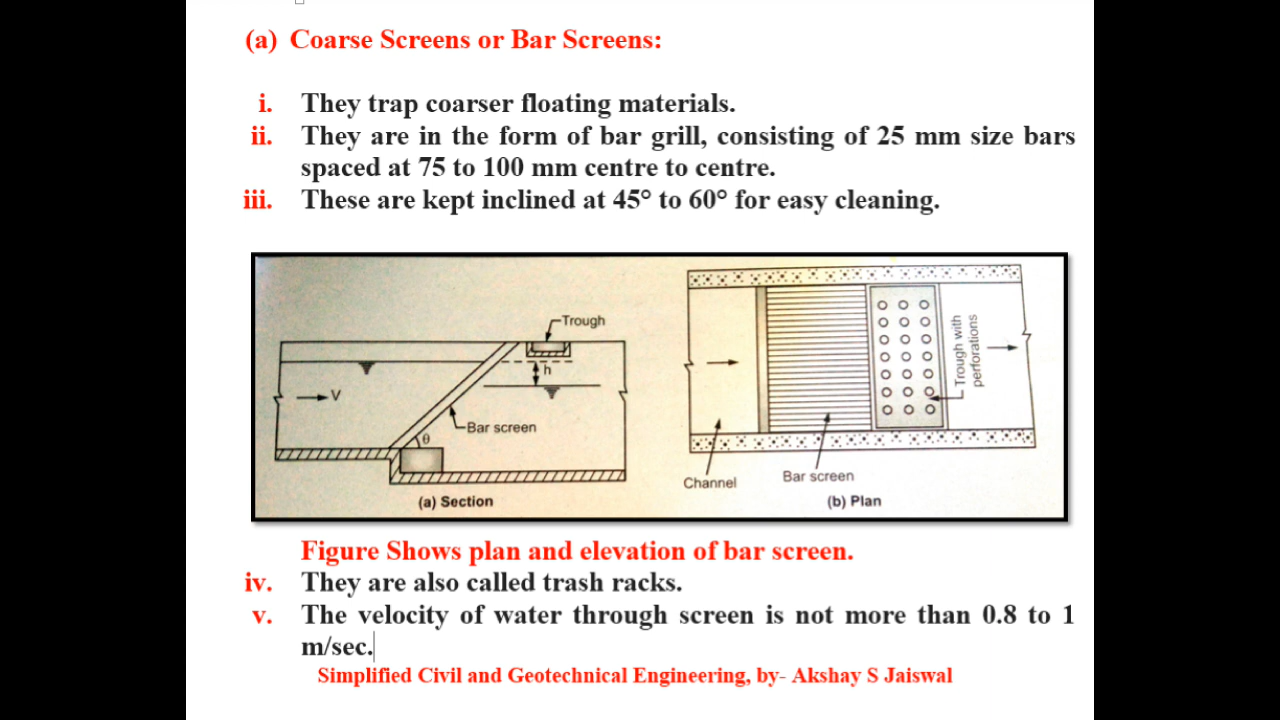 (a) Coarse Screens or Bar Screens:
i. They trap coarser floating materials.
ii. They are in the form of bar grill, consisting of 25 mm size bars
spaced at 75 to 100 mm centre to centre.
iii. These are kept inclined at 45° to 60° for easy cleaning.
Trough
h
V
Bar screen
θ
(a) Section
Trough with
perforations
Channel
Bar screen
(b) Plan
Figure Shows plan and elevation of bar screen.
iv. They are also called trash racks.
v. The velocity of water through screen is not more than 0.8 to 1
m/sec.
Simplified Civil and Geotechnical Engineering, by- Akshay S Jaiswal